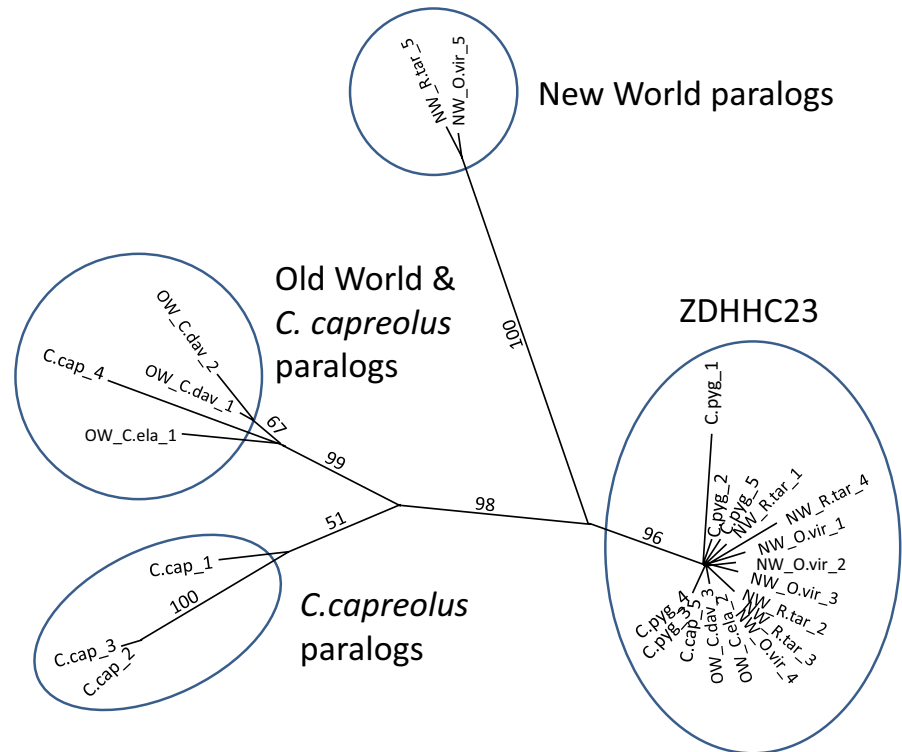 NW_R.tar_5
NW_O.vir_5
New World paralogs
100
Old World &
C. capreolus
paralogs
OW_C.dav_2
C.cap_4
OW_C.dav_1
OW_C.ela_1
67
99
98
51
96
ZDHHC23
C.pyg_1
C.pyg_2
C.pyg_5
NW_R.tar_1
NW_R.tar_4
NW_O.vir_1
NW_O.vir_2
NW_O.vir_3
NW_R.tar_2
NW_R.tar_3
NW_O.vir_4
OW_C.ela_2
OW_C.dav_3
C.cap_5
C.pyg_3
C.pyg_4
C.cap_1
100
C.cap_3
C.cap_2
C.capreolus
paralogs